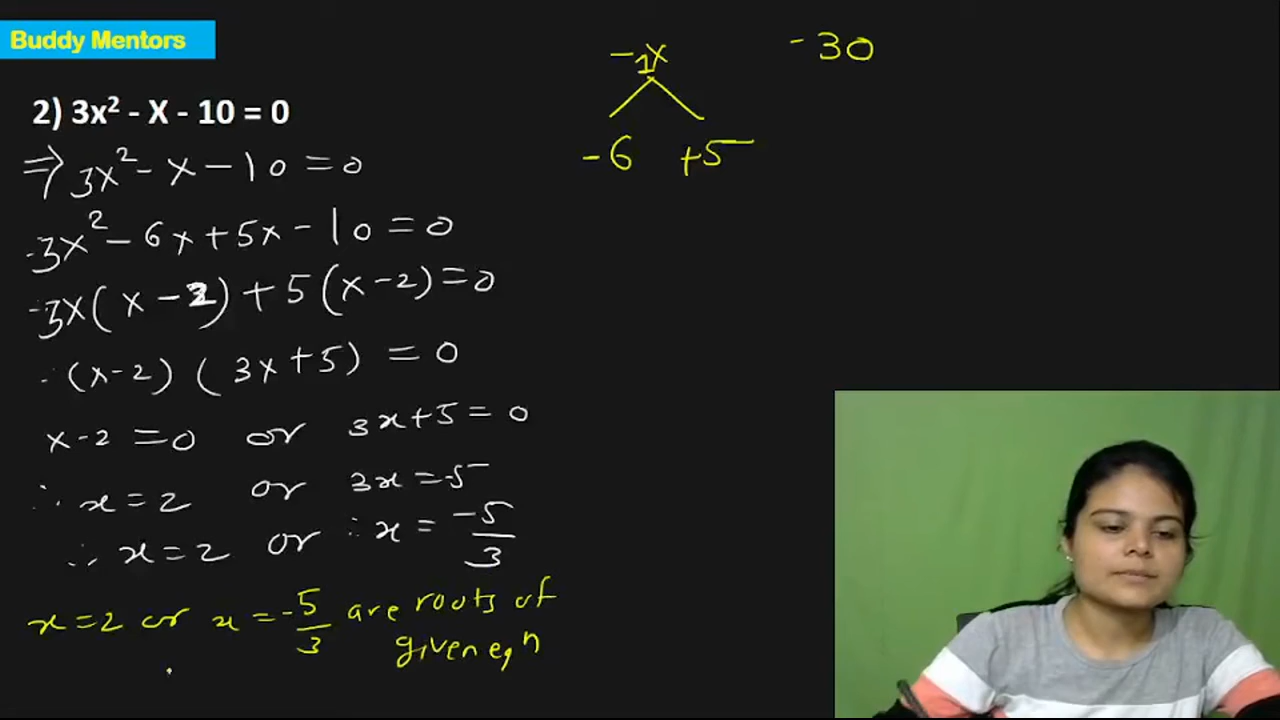 Buddy Mentors
-1x
-30
-6 +5
2) 3x² - X - 10 = 0
⇒ 3x² - x - 10 = 0
3x² - 6x + 5x - 10 = 0
3x(x - 2) + 5(x - 2) = 0
∴ (x-2) (3x+5) = 0
x-2 = 0 or 3x+5 = 0
∴ x = 2 or 3x = -5
∴ x = 2 or ∴ x = -5/3
x = 2 or x = -5/3 are roots of
given eqn